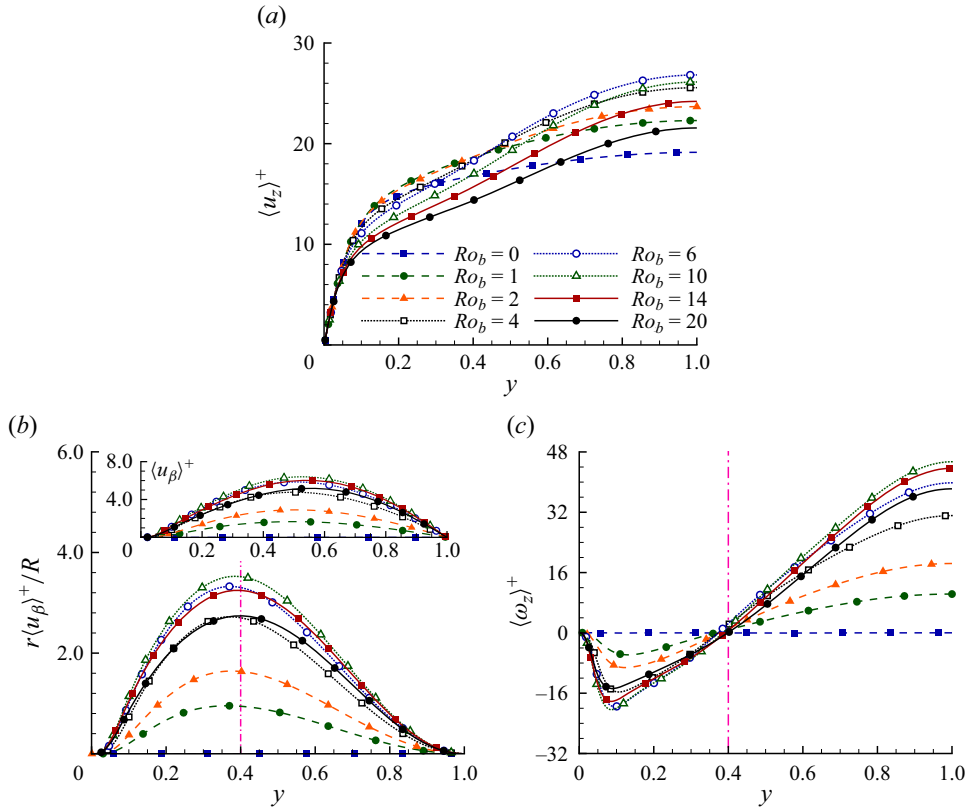 (a)
30
20
10
0
⟨u_z⟩⁺
Ro_b = 0
Ro_b = 1
Ro_b = 2
Ro_b = 4
Ro_b = 6
Ro_b = 10
Ro_b = 14
Ro_b = 20
0.2 0.4 0.6 0.8 1.0
y
(b)
6.0
4.0
2.0
0
r⟨u_β⟩⁺/R
8.0
4.0
0
⟨u_β⟩⁺
0.2 0.4 0.6 0.8 1.0
0.2 0.4 0.6 0.8 1.0
y
(c)
48
32
16
0
−16
−32
⟨ω_z⟩⁺
0 0.2 0.4 0.6 0.8 1.0
y